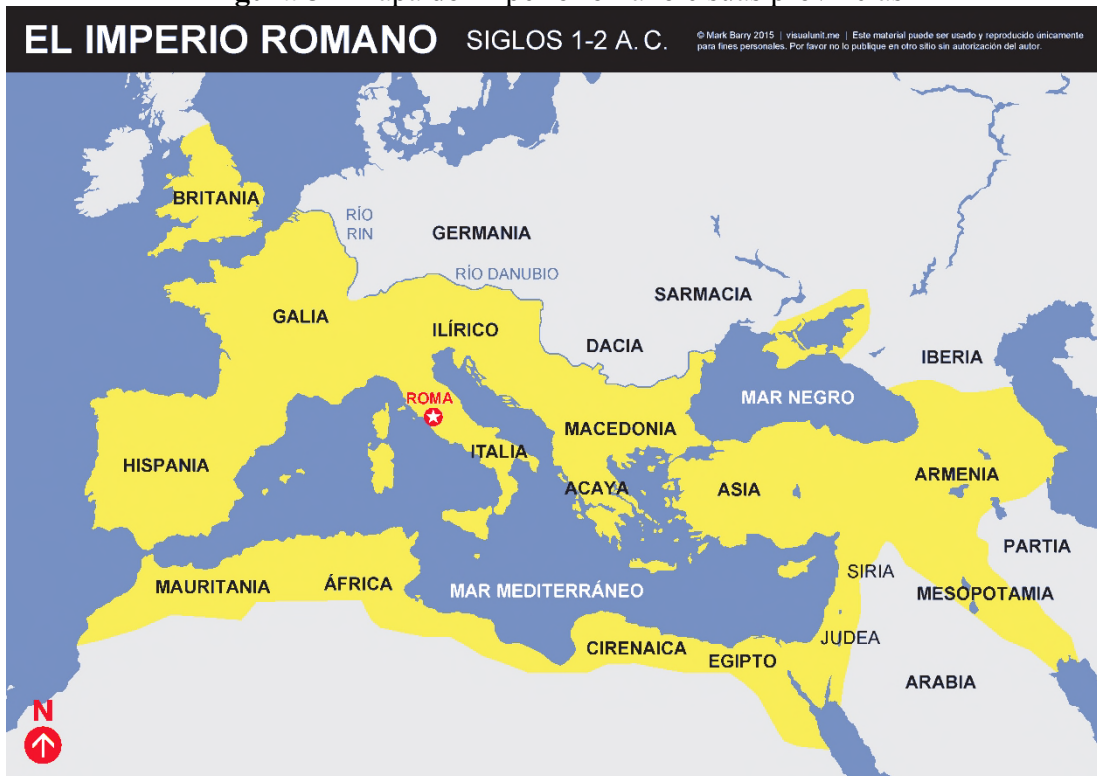 EL IMPERIO ROMANO SIGLOS 1-2 A. C.
© Mark Barry 2015 | visualunit.me | Este material puede ser usado y reproducido únicamente
para fines personales. Por favor no lo publique en otro sitio sin autorización del autor.
BRITANIA
RÍO
RIN
GERMANIA
RÍO DANUBIO
SARMACIA
GALIA
ILÍRICO
DACIA
IBERIA
ROMA
MAR NEGRO
MACEDONIA
HISPANIA
ITALIA
ACAYA
ASIA
ARMENIA
PARTIA
MAURITANIA
ÁFRICA
MAR MEDITERRÁNEO
SIRIA
MESOPOTAMIA
CIRENAICA
EGIPTO
JUDEA
ARABIA
N